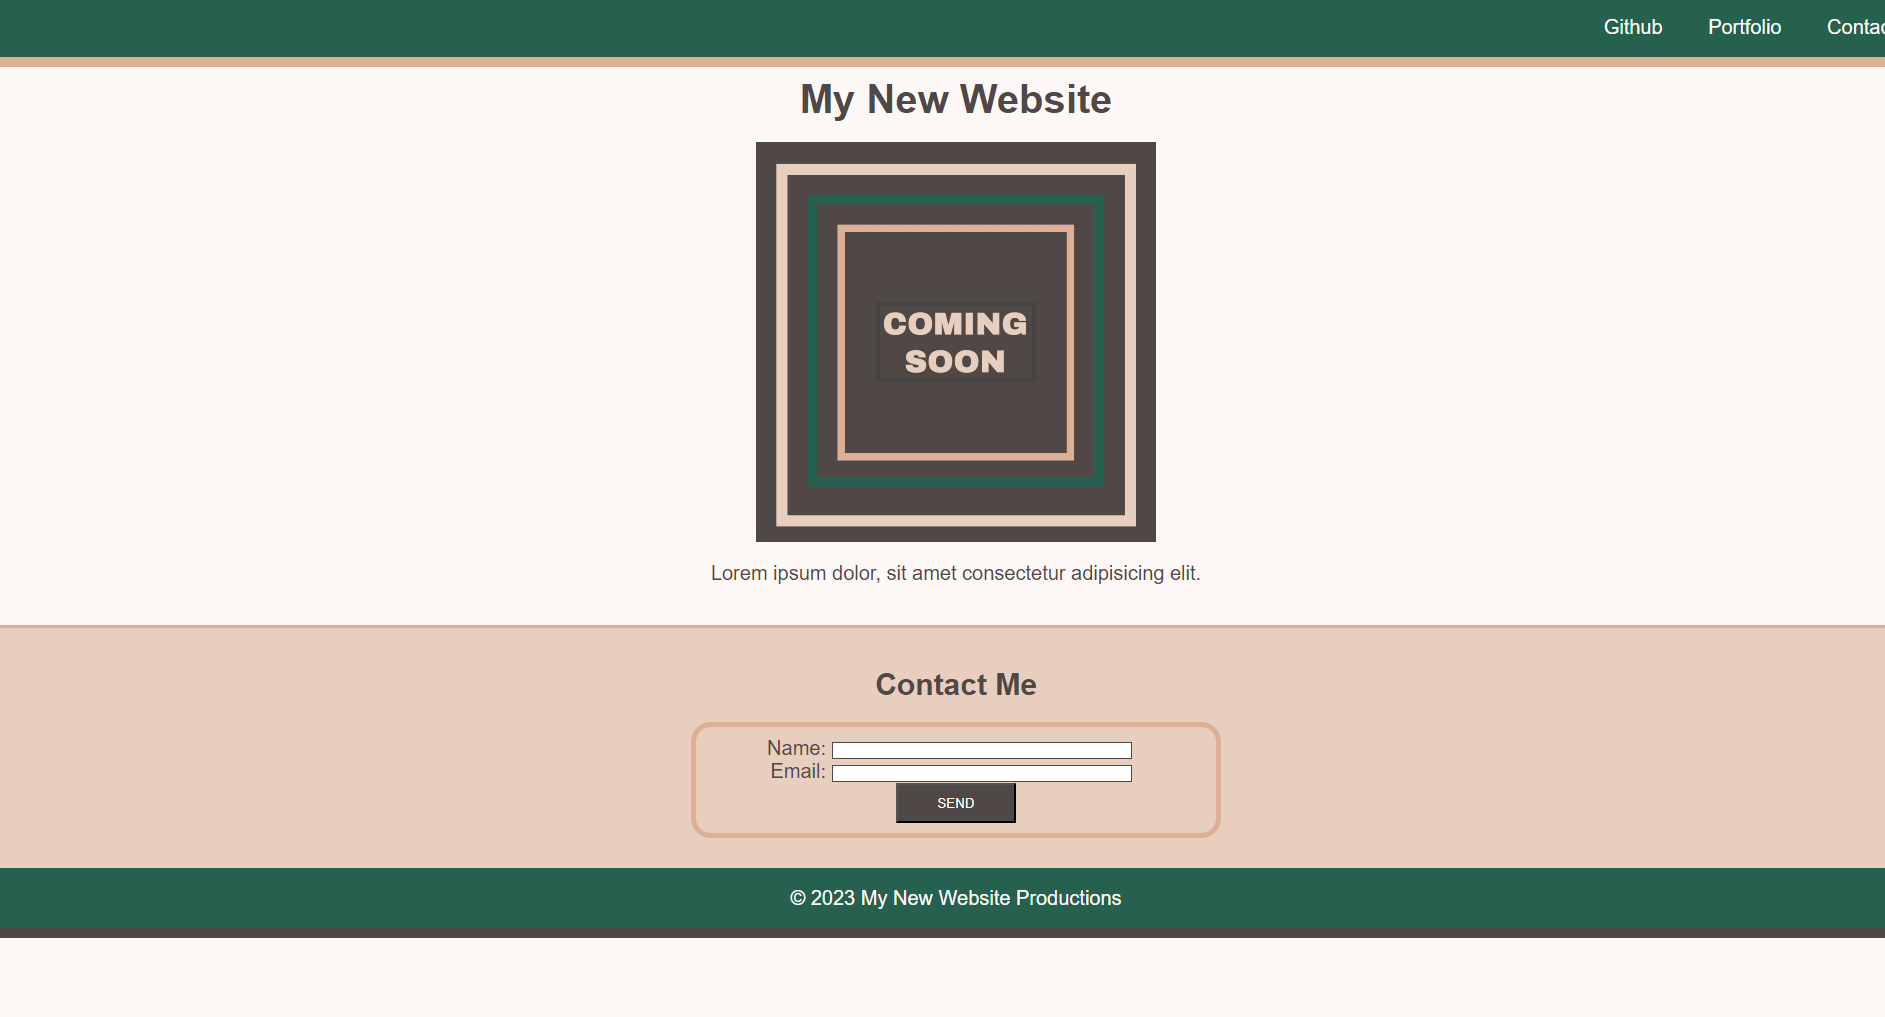 Github Portfolio Contac
My New Website
COMING
SOON
Lorem ipsum dolor, sit amet consectetur adipisicing elit.
Contact Me
Name:
Email:
SEND
© 2023 My New Website Productions